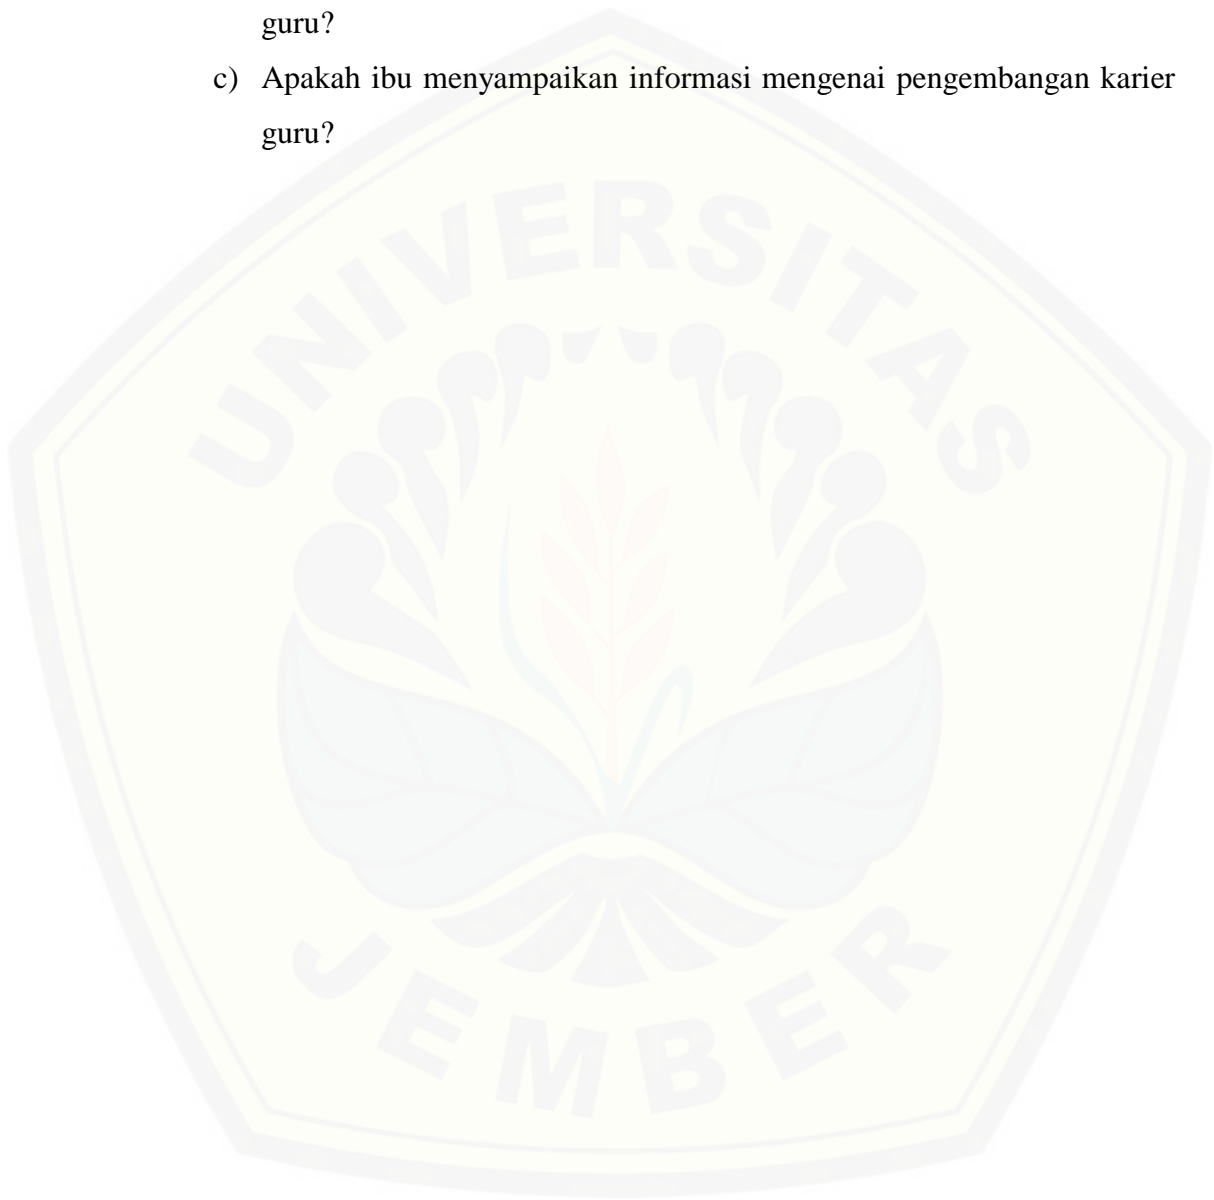 guru?
c) Apakah ibu menyampaikan informasi mengenai pengembangan karier
guru?
UNIVERSITAS
JEMBER